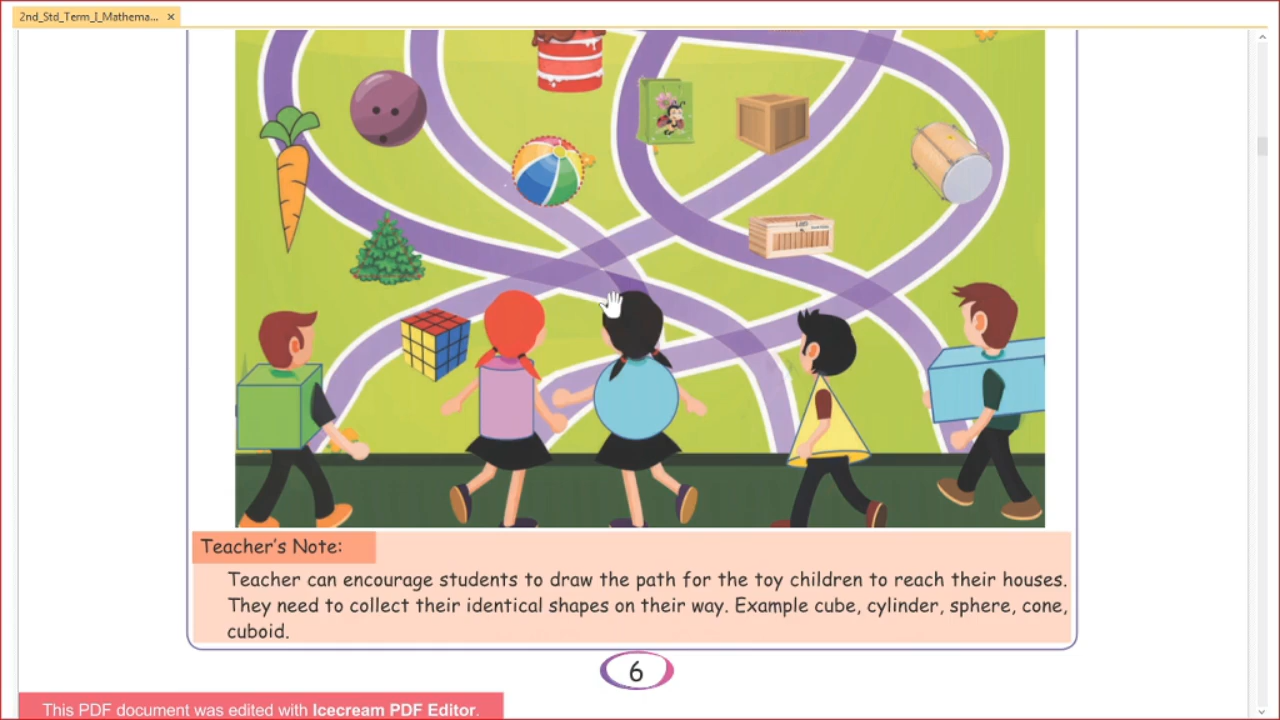 2nd_Std_Term_I_Mathema...
Teacher's Note:
Teacher can encourage students to draw the path for the toy children to reach their houses.
They need to collect their identical shapes on their way. Example cube, cylinder, sphere, cone,
cuboid.
6
This PDF document was edited with Icecream PDF Editor.